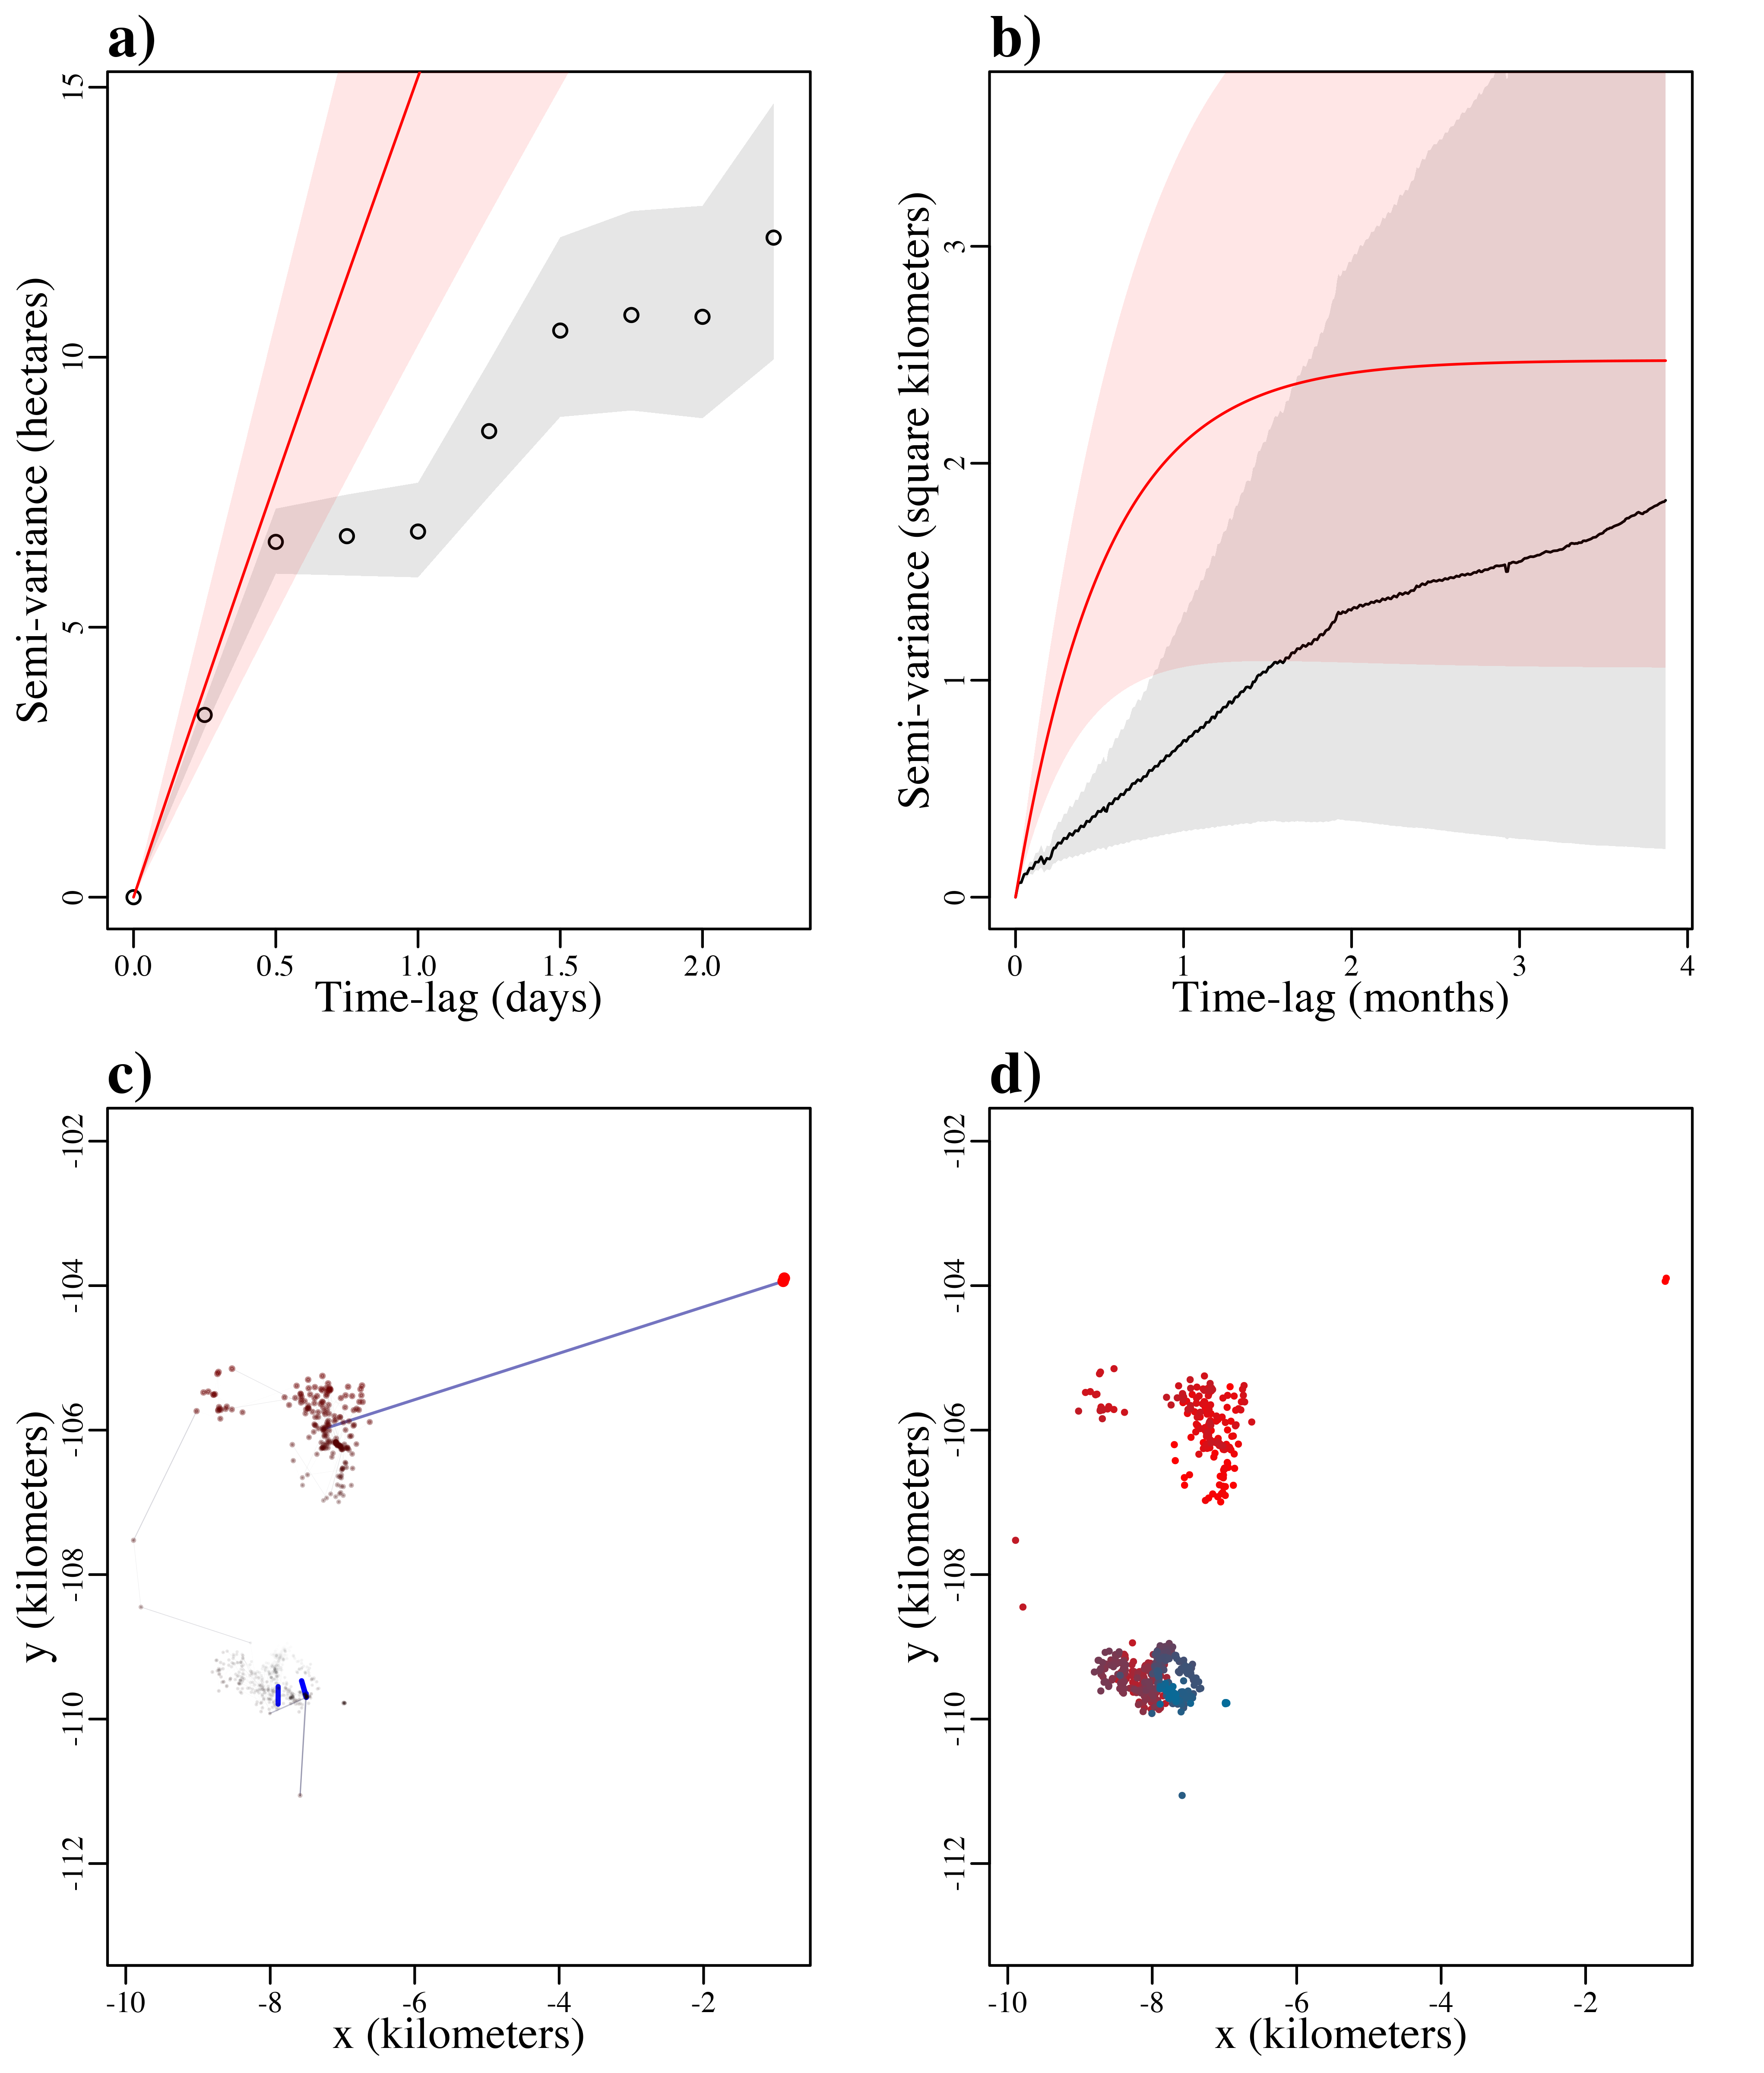 a)
Semi-variance (hectares)
15
10
5
0
0.0 0.5 1.0 1.5 2.0
Time-lag (days)
b)
Semi-variance (square kilometers)
3
2
1
0
0 1 2 3 4
Time-lag (months)
c)
y (kilometers)
-102
-104
-106
-108
-110
-112
-10 -8 -6 -4 -2
x (kilometers)
d)
y (kilometers)
-102
-104
-106
-108
-110
-112
-10 -8 -6 -4 -2
x (kilometers)